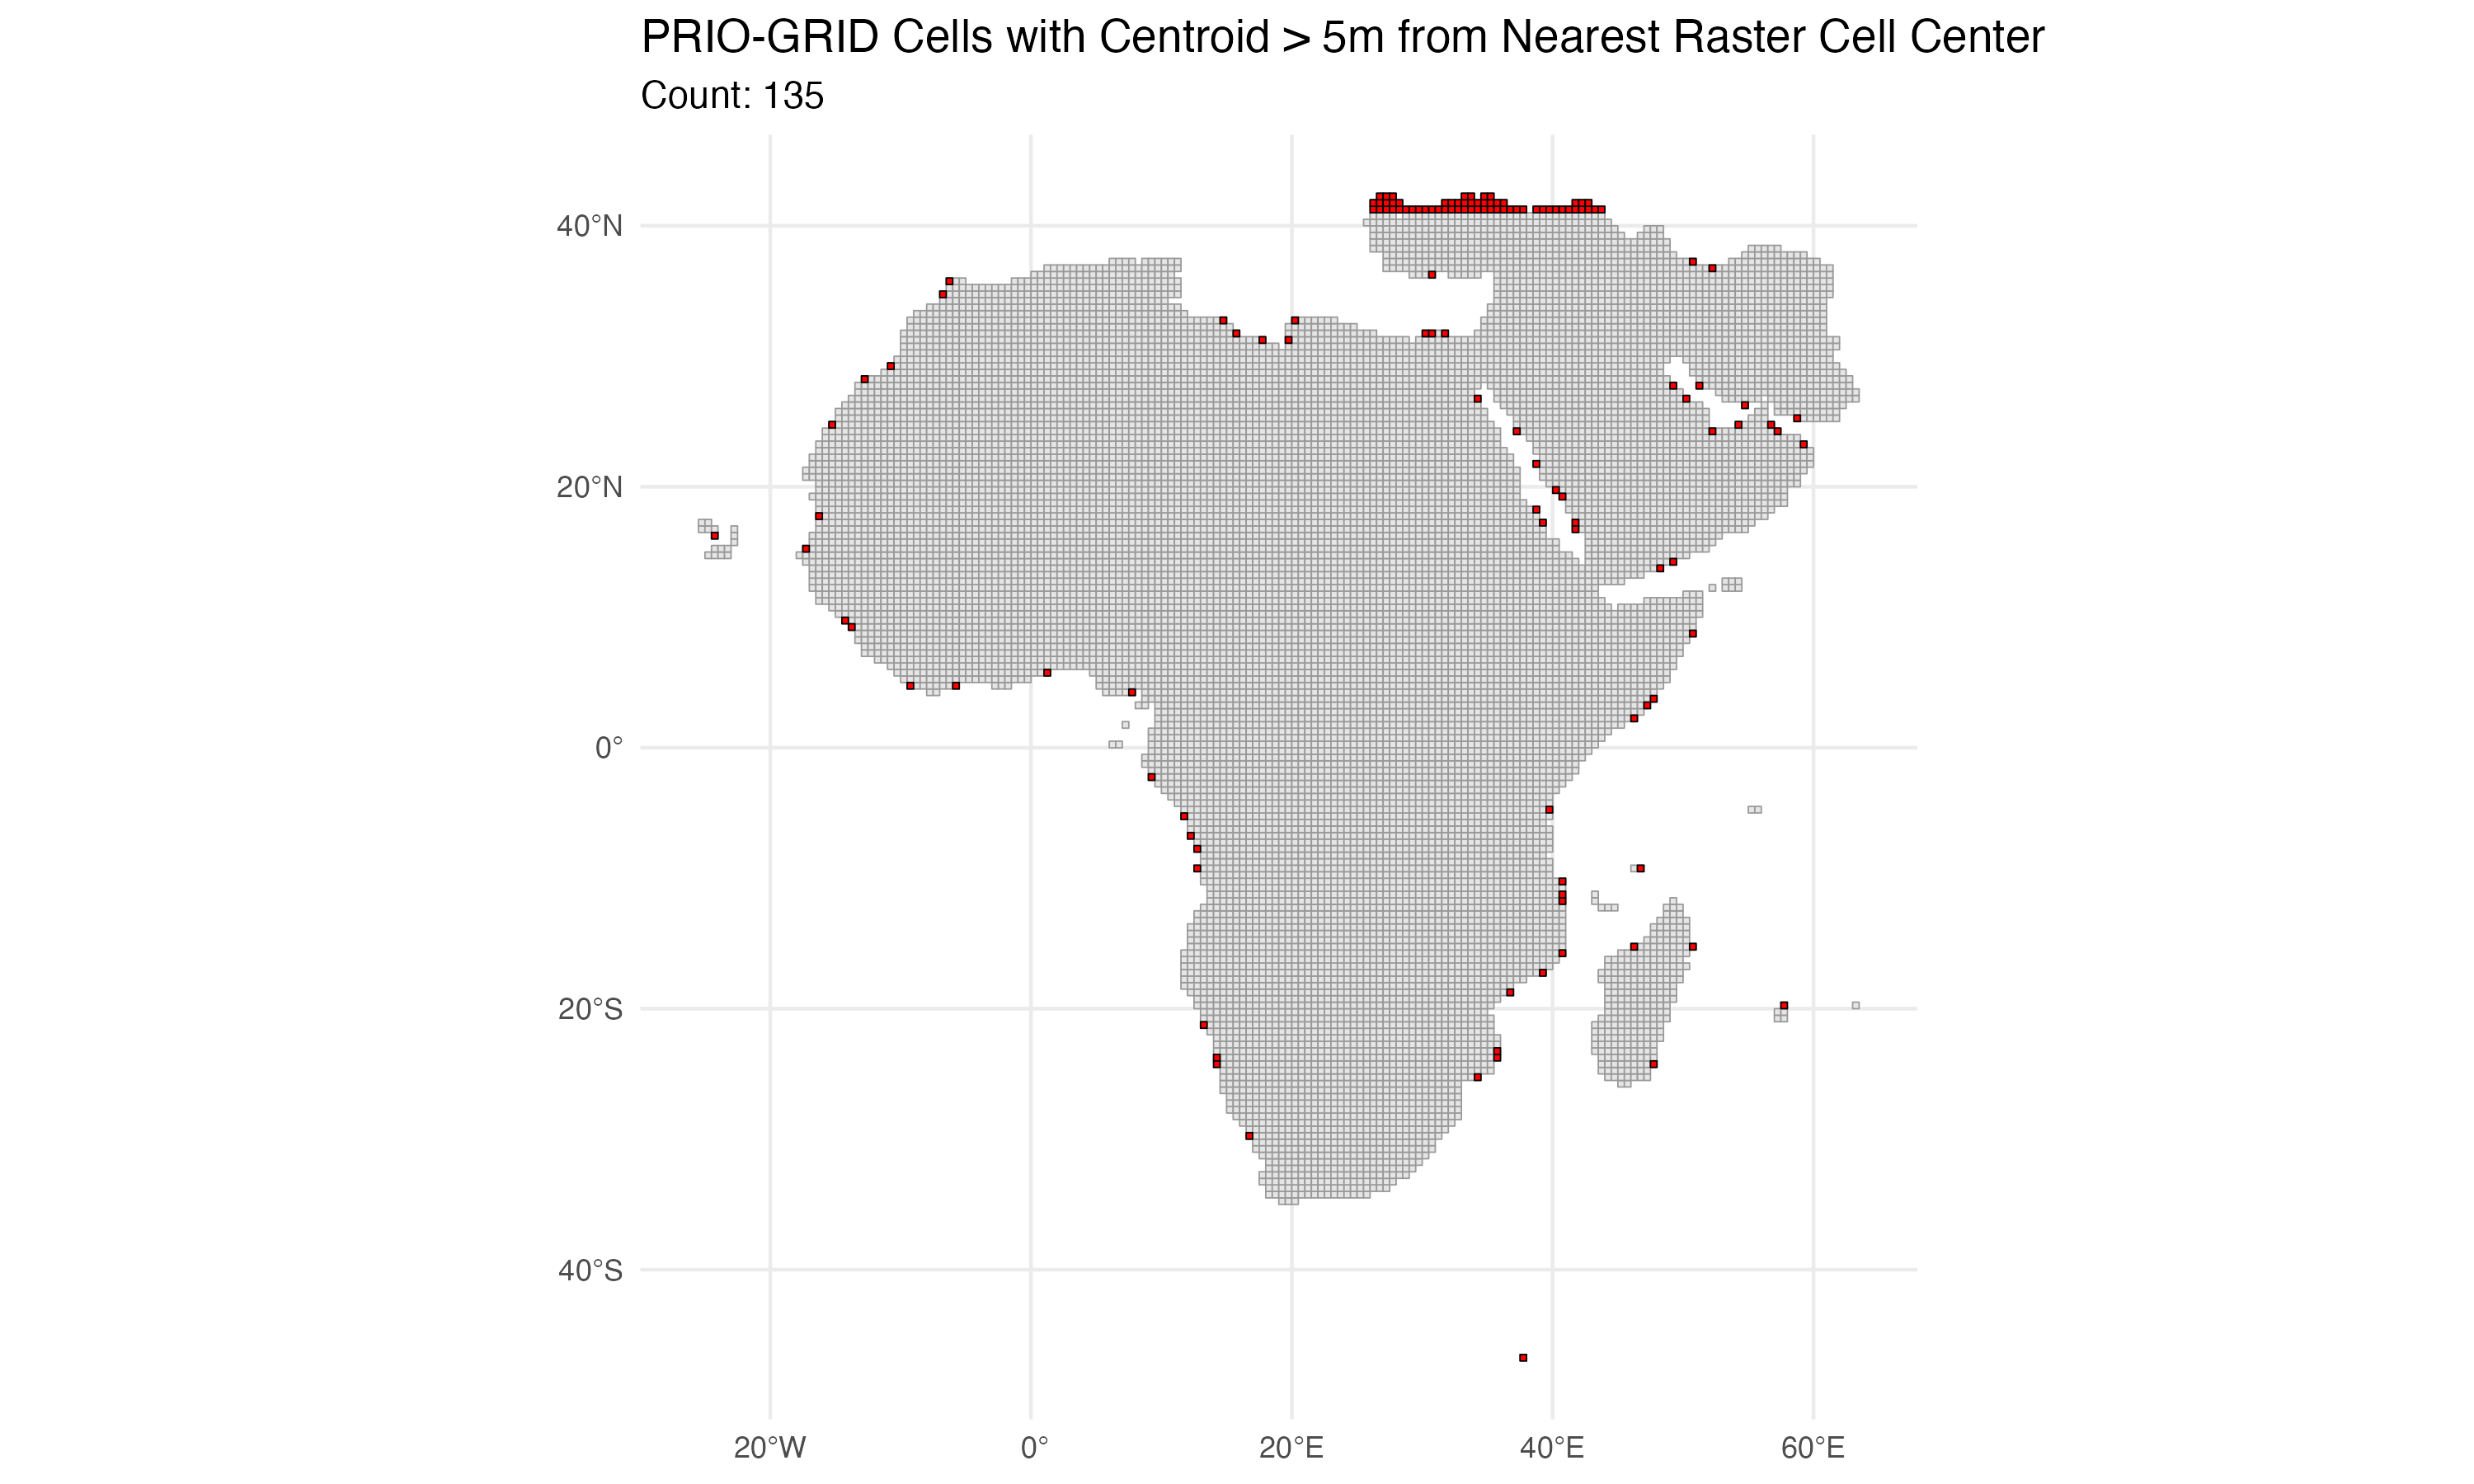 PRIO-GRID Cells with Centroid > 5m from Nearest Raster Cell Center
Count: 135
40°N
20°N
0°
20°S
40°S
20°W 0° 20°E 40°E 60°E